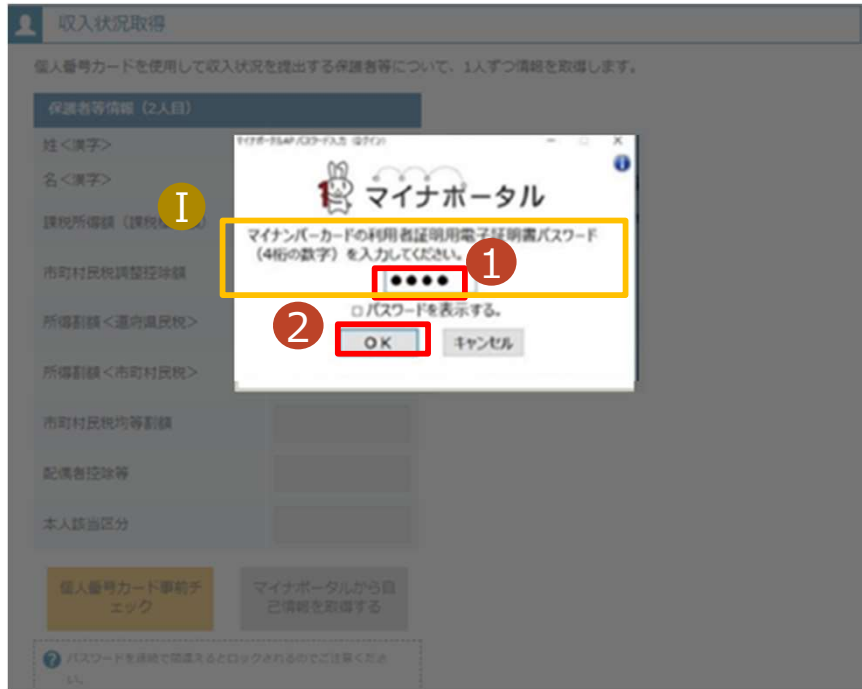 収入状況取得
個人番号カードを使用して収入状況を提出する保護者等について、1人ずつ情報を取得します。
保護者等情報（2人目）
姓＜漢字＞
名＜漢字＞
I
課税所得額（課税
市町村民税調整控除額
所得割額＜道府県民税＞
所得割額＜市町村民税＞
市町村民税均等割額
配偶者控除等
本人該当区分
マイナポータル
マイナンバーカードの利用者証明用電子証明書パスワード
（4桁の数字）を入力してください。
1
●●●●
パスワードを表示する。
2
OK
キャンセル
個人番号カード事前チ
ェック
マイナポータルから自
己情報を取得する
パスワードを連続で間違えるとロックされるのでご注意くださ
い。